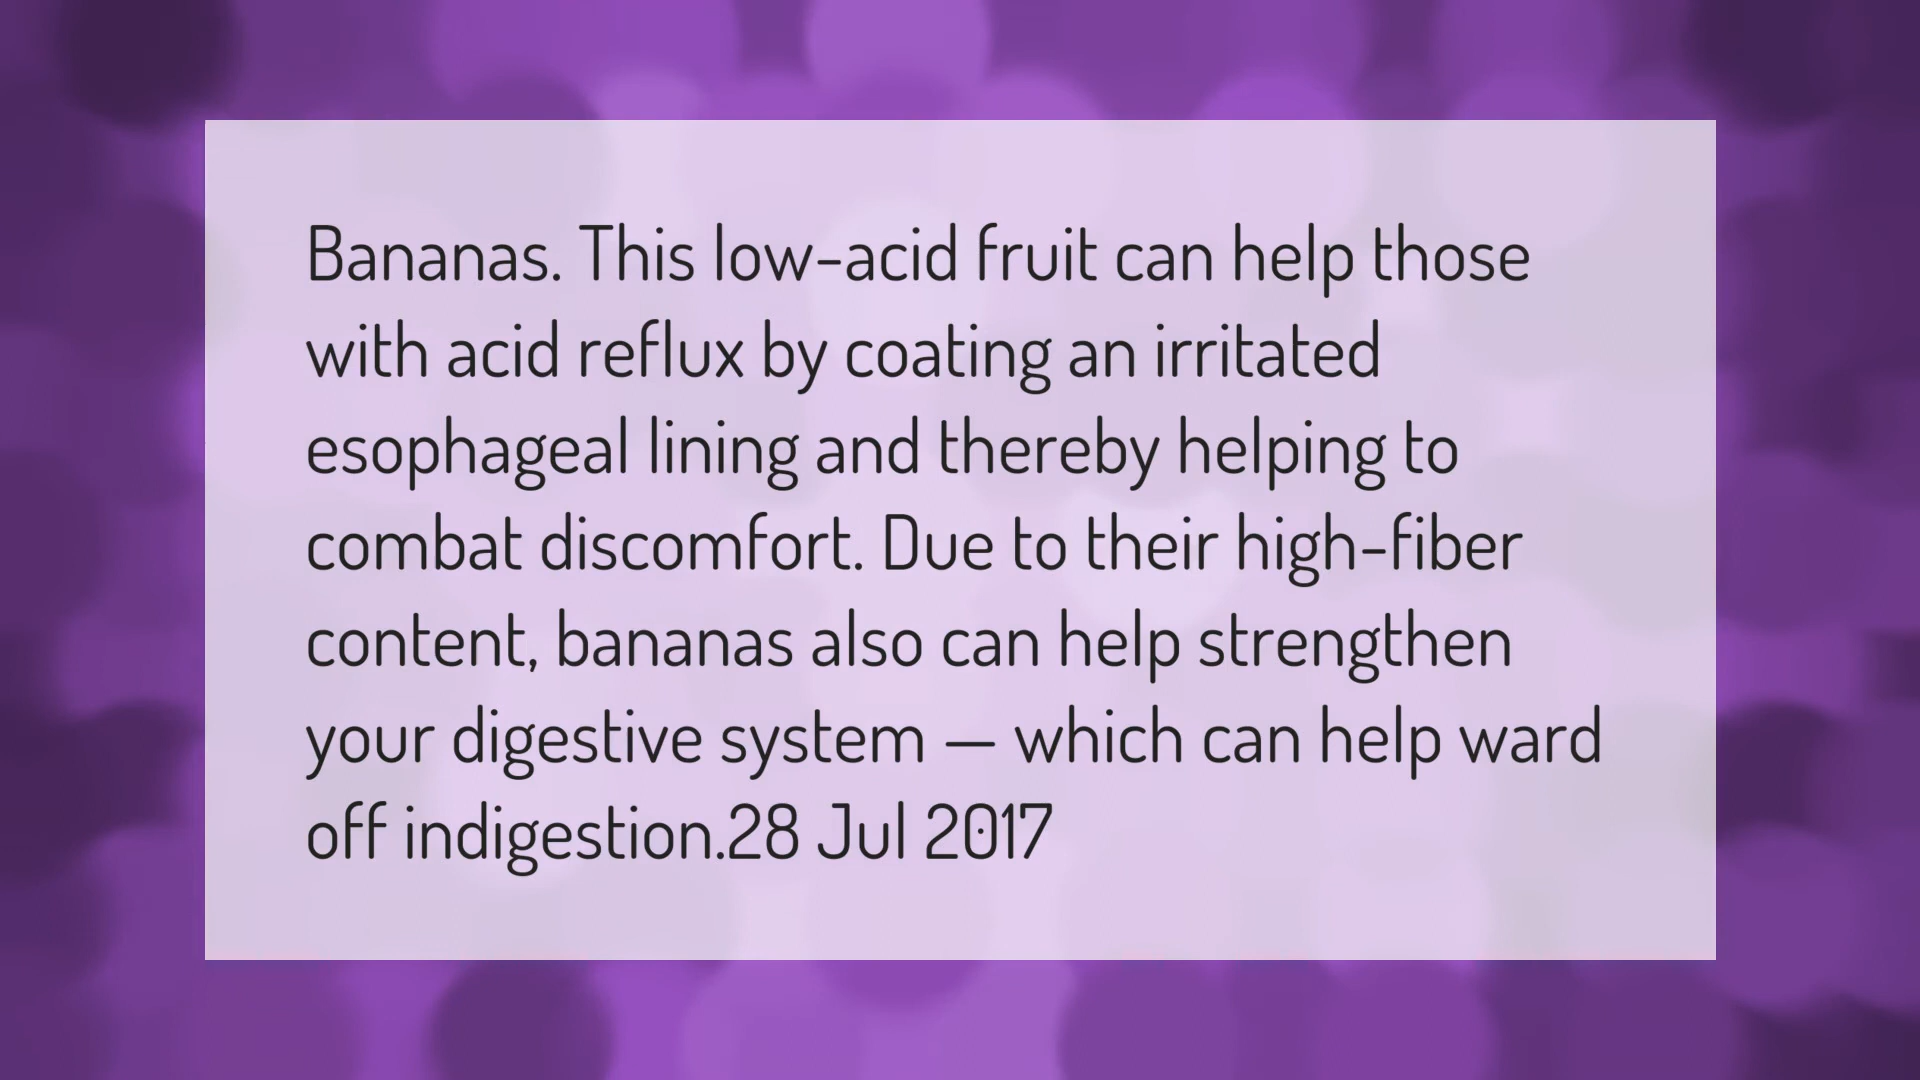 Bananas. This low-acid fruit can help those
with acid reflux by coating an irritated
esophageal lining and thereby helping to
combat discomfort. Due to their high-fiber
content, bananas also can help strengthen
your digestive system — which can help ward
off indigestion.28 Jul 2017